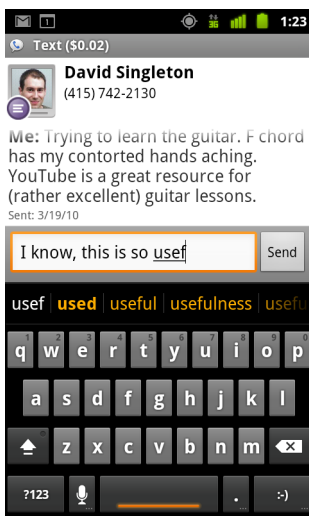 1
3G
1:23
Text ($0.02)
David Singleton
(415) 742-2130
Me: Trying to learn the guitar. F chord
has my contorted hands aching.
YouTube is a great resource for
(rather excellent) guitar lessons.
Sent: 3/19/10
I know, this is so usef
Send
usef used useful usefulness usefu
1 2 3 4 5 6 7 8 9 0
q w e r t y u i o p
a s d f g h j k l
z x c v b n m
?123 ... . :-)